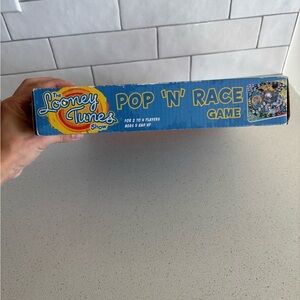 The
Looney
Tunes
Show
POP 'N' RACE
GAME
FOR 2 TO 4 PLAYERS
AGES 5 AND UP